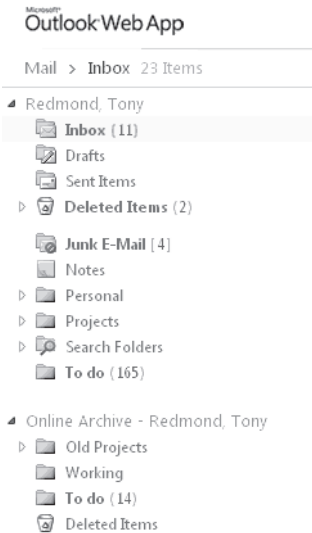 Microsoft®
Outlook Web App
Mail > Inbox 23 Items
Redmond, Tony
Inbox (11)
Drafts
Sent Items
Deleted Items (2)
Junk E-Mail [4]
Notes
Personal
Projects
Search Folders
To do (165)
Online Archive - Redmond, Tony
Old Projects
Working
To do (14)
Deleted Items